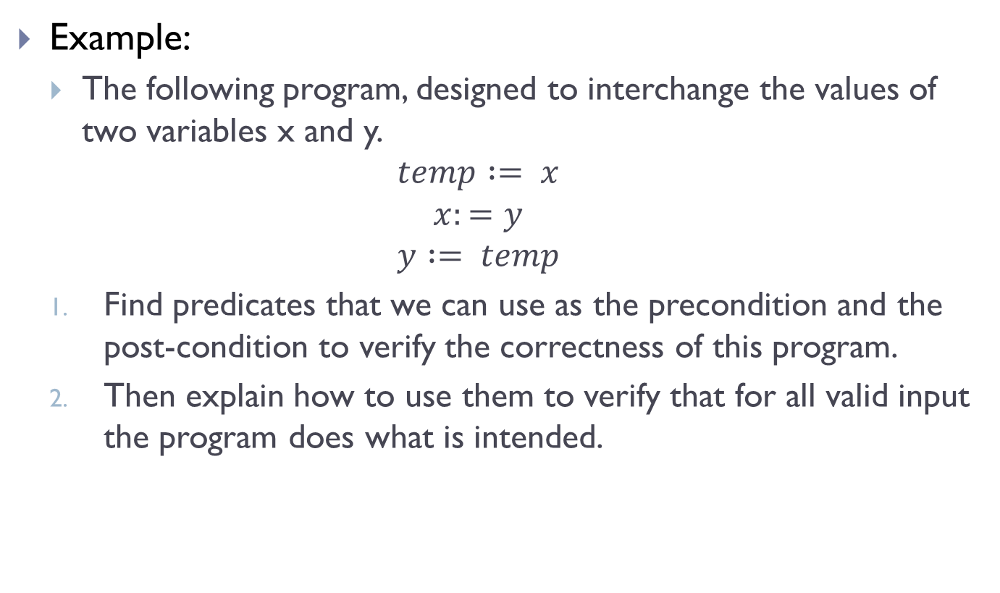 Example:
The following program, designed to interchange the values of
two variables x and y.
temp := x
x: = y
y := temp
1. Find predicates that we can use as the precondition and the
post-condition to verify the correctness of this program.
2. Then explain how to use them to verify that for all valid input
the program does what is intended.